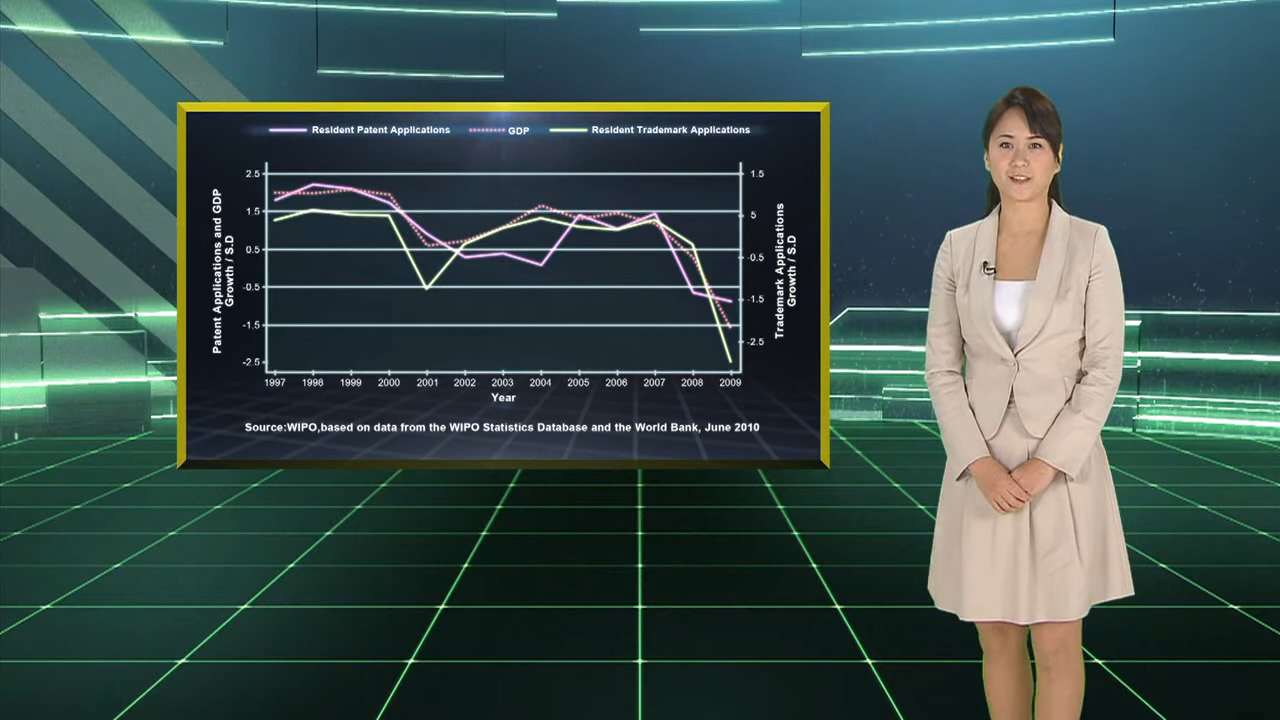 Resident Patent Applications GDP Resident Trademark Applications
Patent Applications and GDP
Growth / S.D
2.5
1.5
0.5
-0.5
-1.5
-2.5
1.5
5
-0.5
-1.5
-2.5
Trademark Applications
Growth / S.D
1997 1998 1999 2000 2001 2002 2003 2004 2005 2006 2007 2008 2009
Year
Source:WIPO,based on data from the WIPO Statistics Database and the World Bank, June 2010